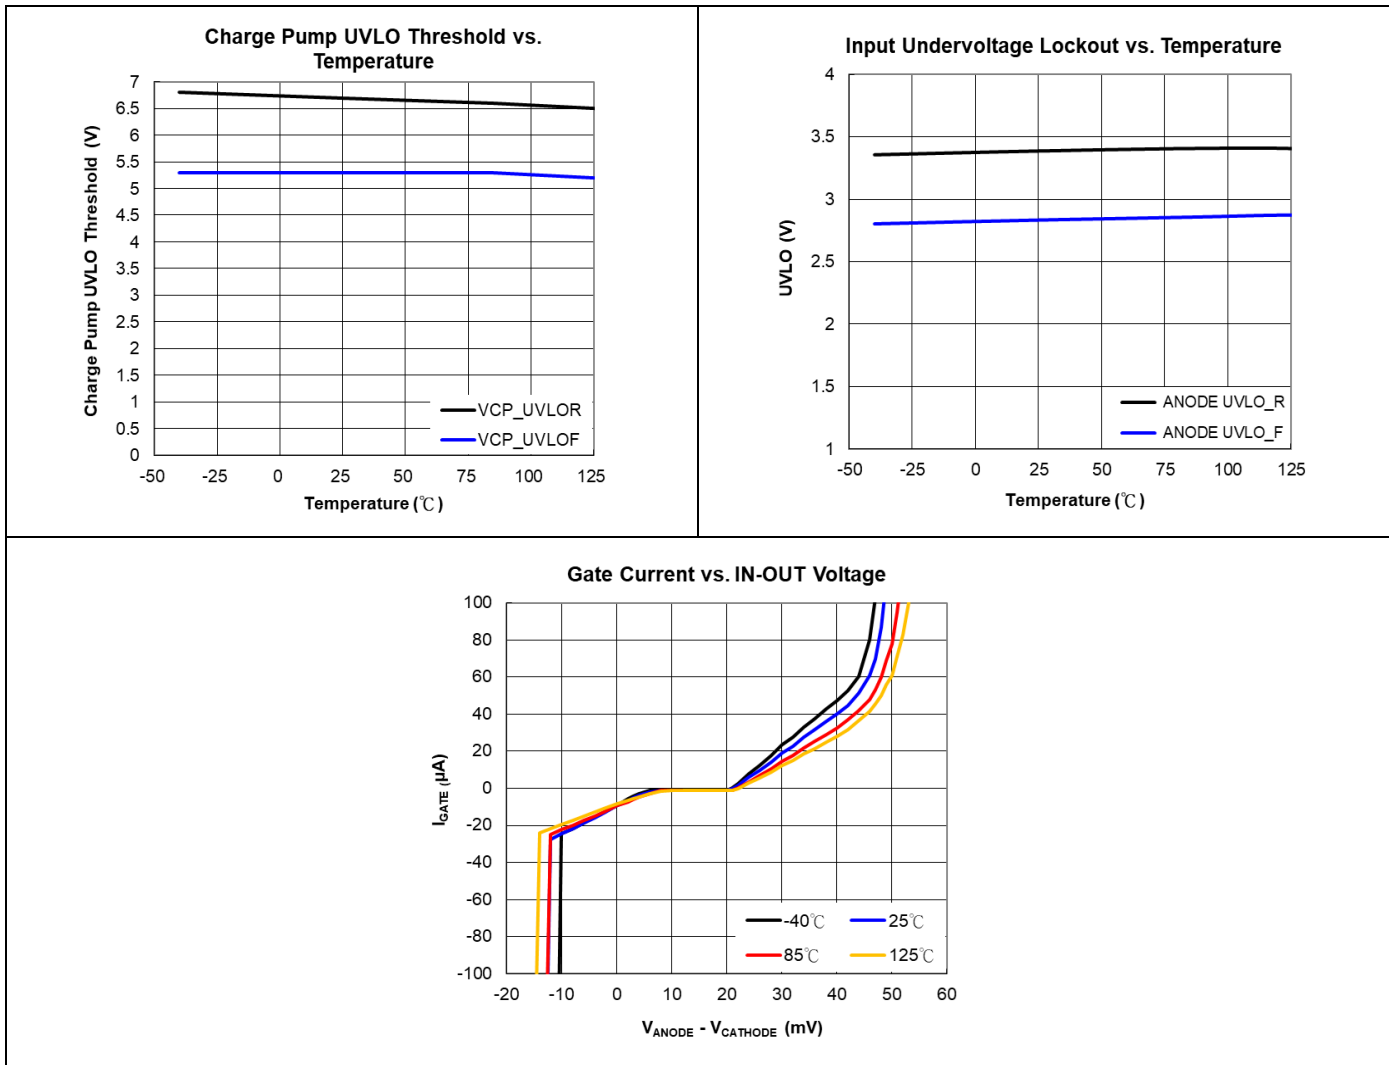 Charge Pump UVLO Threshold vs.
Temperature
Charge Pump UVLO Threshold (V)
7
6.5
6
5.5
5
4.5
4
3.5
3
2.5
2
1.5
1
0.5
0
VCP_UVLOR
VCP_UVLOF
-50 -25 0 25 50 75 100 125
Temperature (℃)
Input Undervoltage Lockout vs. Temperature
UVLO (V)
4
3.5
3
2.5
2
1.5
1
ANODE UVLO_R
ANODE UVLO_F
-50 -25 0 25 50 75 100 125
Temperature (℃)
Gate Current vs. IN-OUT Voltage
IGATE (µA)
100
80
60
40
20
0
-20
-40
-60
-80
-100
-40℃ 25℃
85℃ 125℃
-20 -10 0 10 20 30 40 50 60
VANODE - VCATHODE (mV)